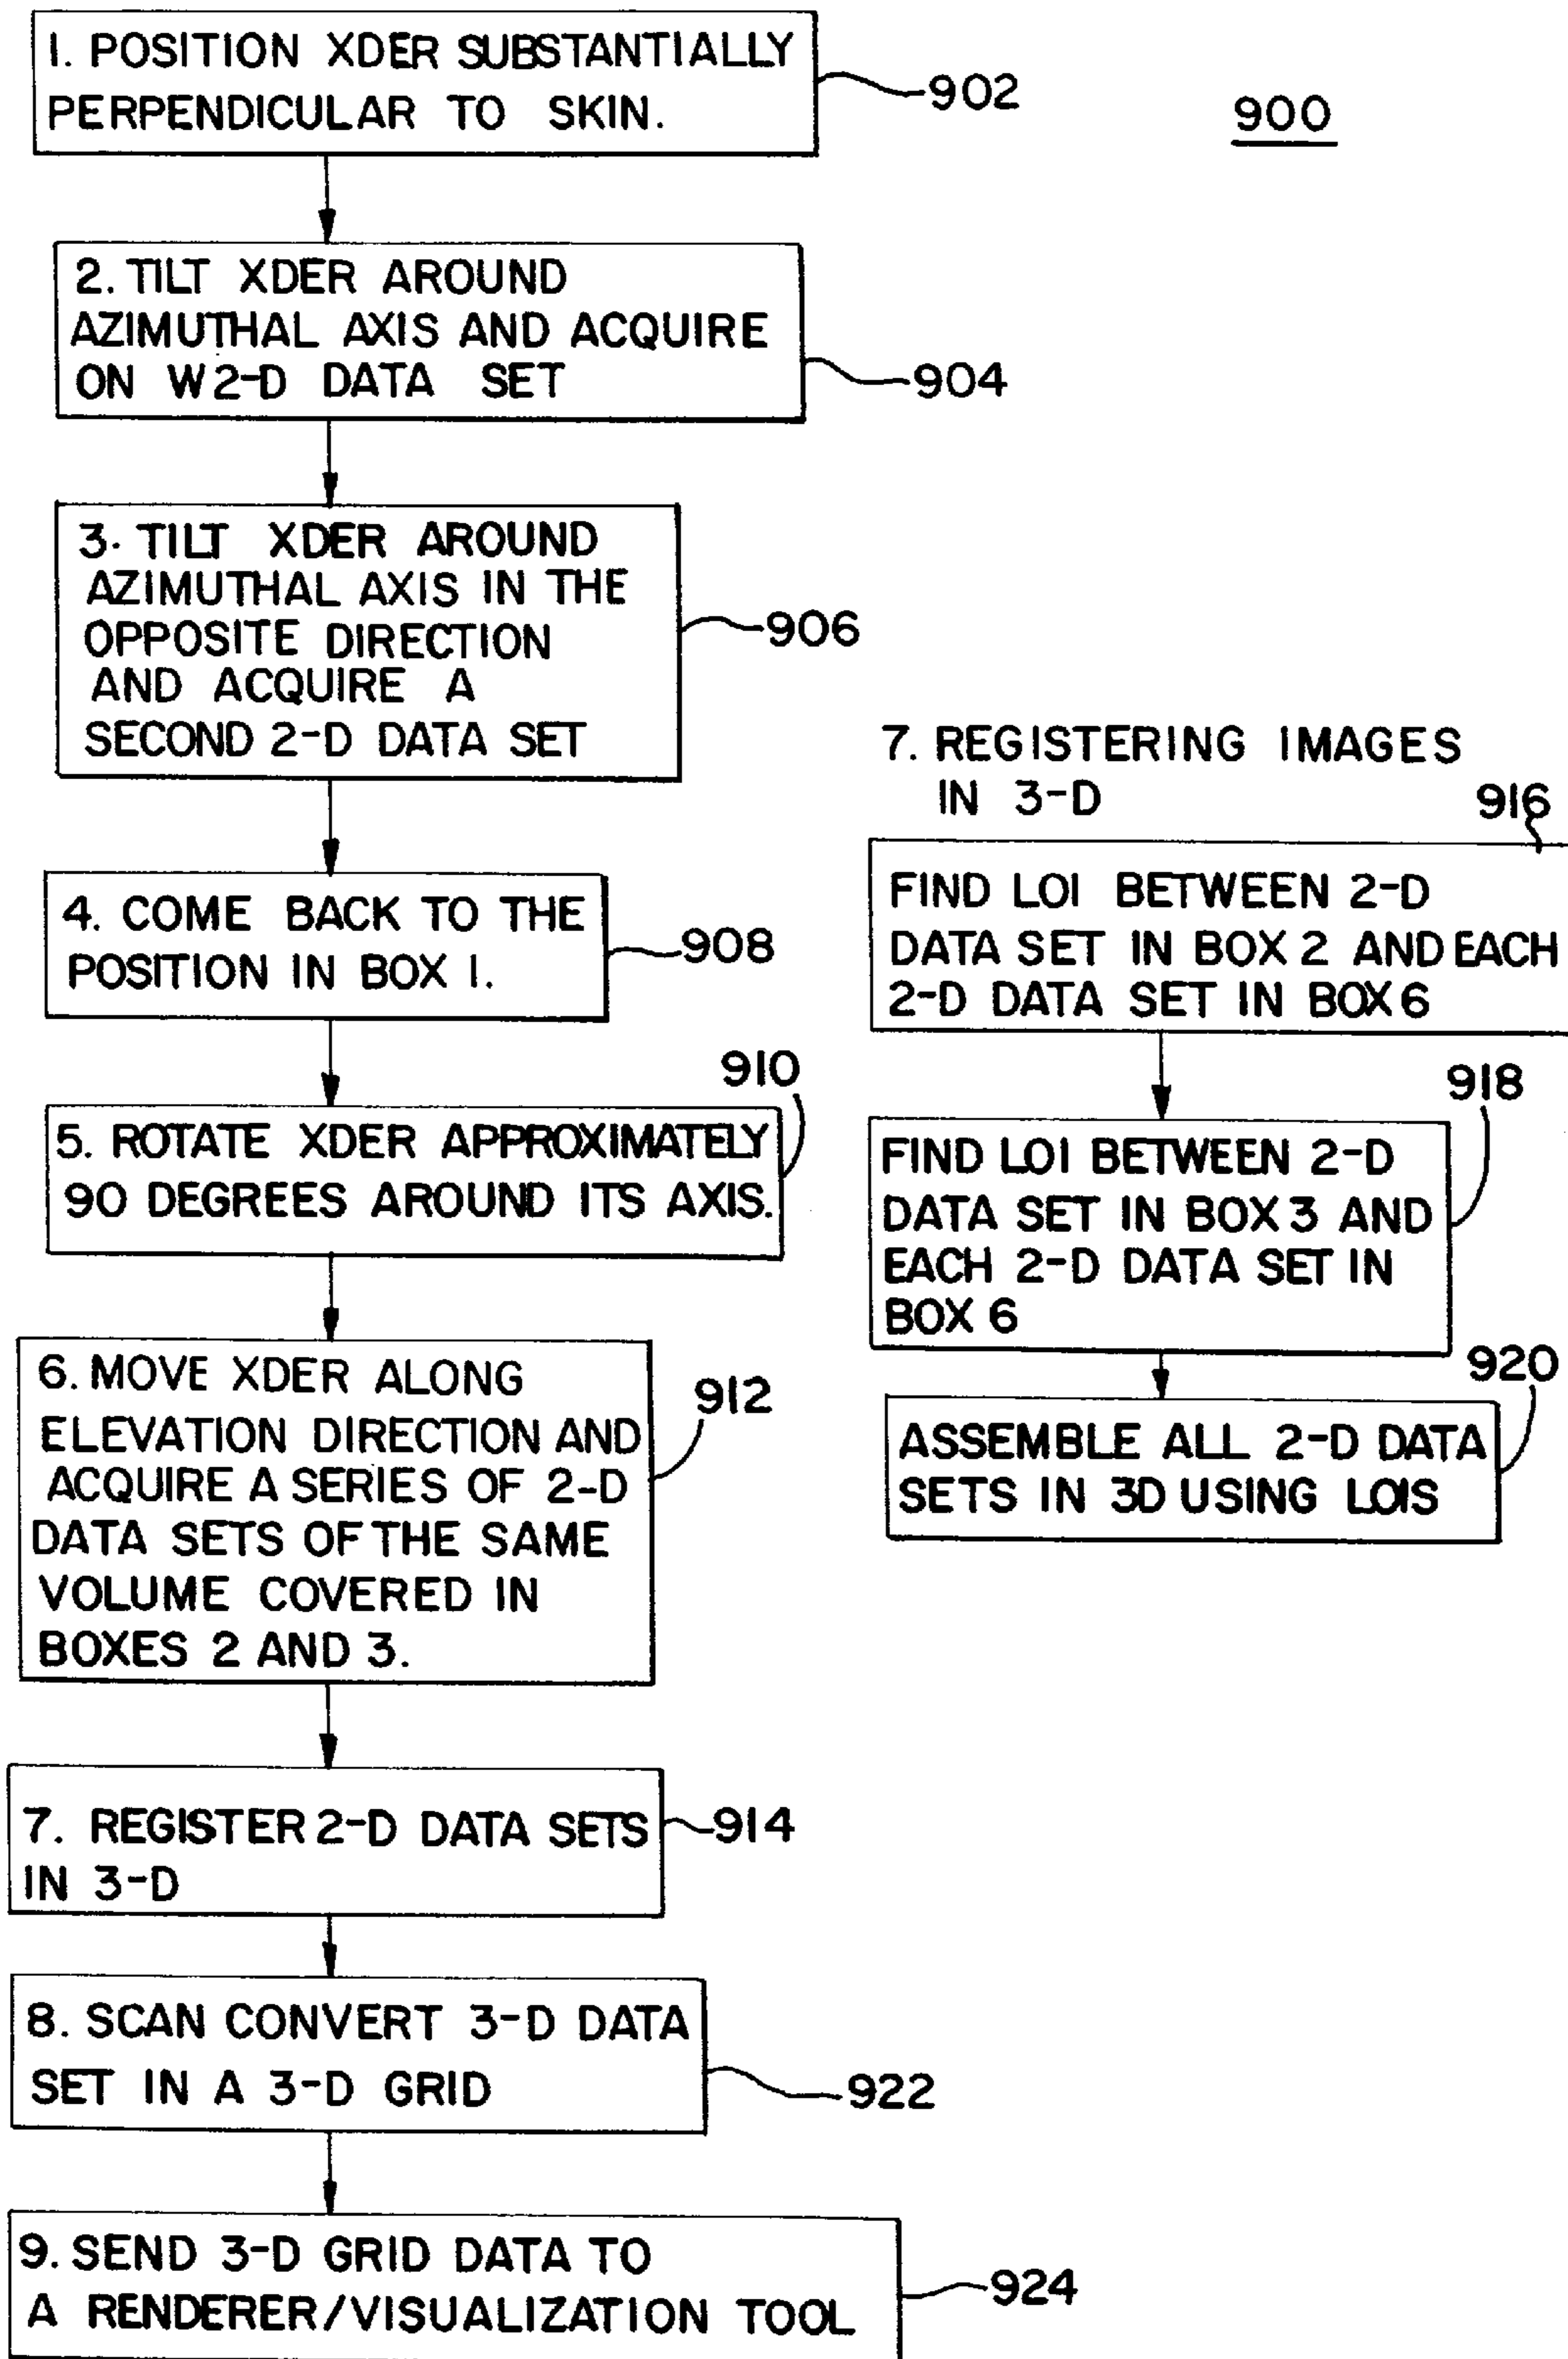 1. POSITION XDER SUBSTANTIALLY
PERPENDICULAR TO SKIN.
902
900
2. TILT XDER AROUND
AZIMUTHAL AXIS AND ACQUIRE
ON W2-D DATA SET
904
3. TILT XDER AROUND
AZIMUTHAL AXIS IN THE
OPPOSITE DIRECTION
AND ACQUIRE A
SECOND 2-D DATA SET
906
4. COME BACK TO THE
POSITION IN BOX 1.
908
5. ROTATE XDER APPROXIMATELY
90 DEGREES AROUND ITS AXIS.
910
6. MOVE XDER ALONG
ELEVATION DIRECTION AND
ACQUIRE A SERIES OF 2-D
DATA SETS OF THE SAME
VOLUME COVERED IN
BOXES 2 AND 3.
912
7. REGISTER 2-D DATA SETS
IN 3-D
914
8. SCAN CONVERT 3-D DATA
SET IN A 3-D GRID
922
9. SEND 3-D GRID DATA TO
A RENDERER/VISUALIZATION TOOL
924
7. REGISTERING IMAGES
IN 3-D
916
FIND LOI BETWEEN 2-D
DATA SET IN BOX 2 AND EACH
2-D DATA SET IN BOX 6
918
FIND LOI BETWEEN 2-D
DATA SET IN BOX 3 AND
EACH 2-D DATA SET IN
BOX 6
920
ASSEMBLE ALL 2-D DATA
SETS IN 3D USING LOIS